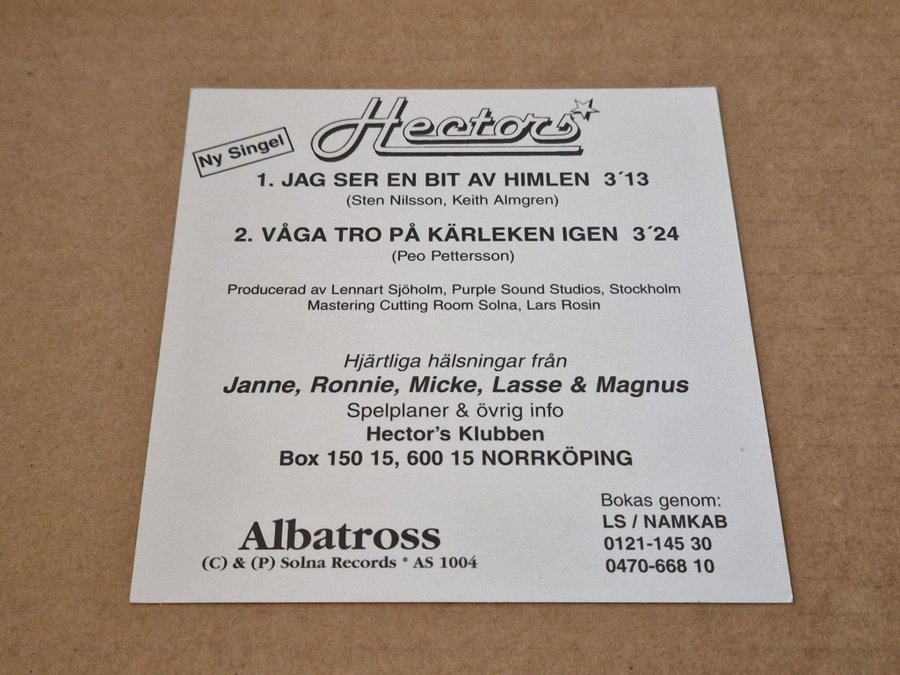 Hectors
Ny Singel
1. JAG SER EN BIT AV HIMLEN 3´13
(Sten Nilsson, Keith Almgren)
2. VÅGA TRO PÅ KÄRLEKEN IGEN 3´24
(Peo Pettersson)
Producerad av Lennart Sjöholm, Purple Sound Studios, Stockholm
Mastering Cutting Room Solna, Lars Rosin
Hjärtliga hälsningar från
Janne, Ronnie, Micke, Lasse & Magnus
Spelplaner & övrig info
Hector's Klubben
Box 150 15, 600 15 NORRKÖPING
Albatross
(C) & (P) Solna Records * AS 1004
Bokas genom:
LS / NAMKAB
0121-145 30
0470-668 10